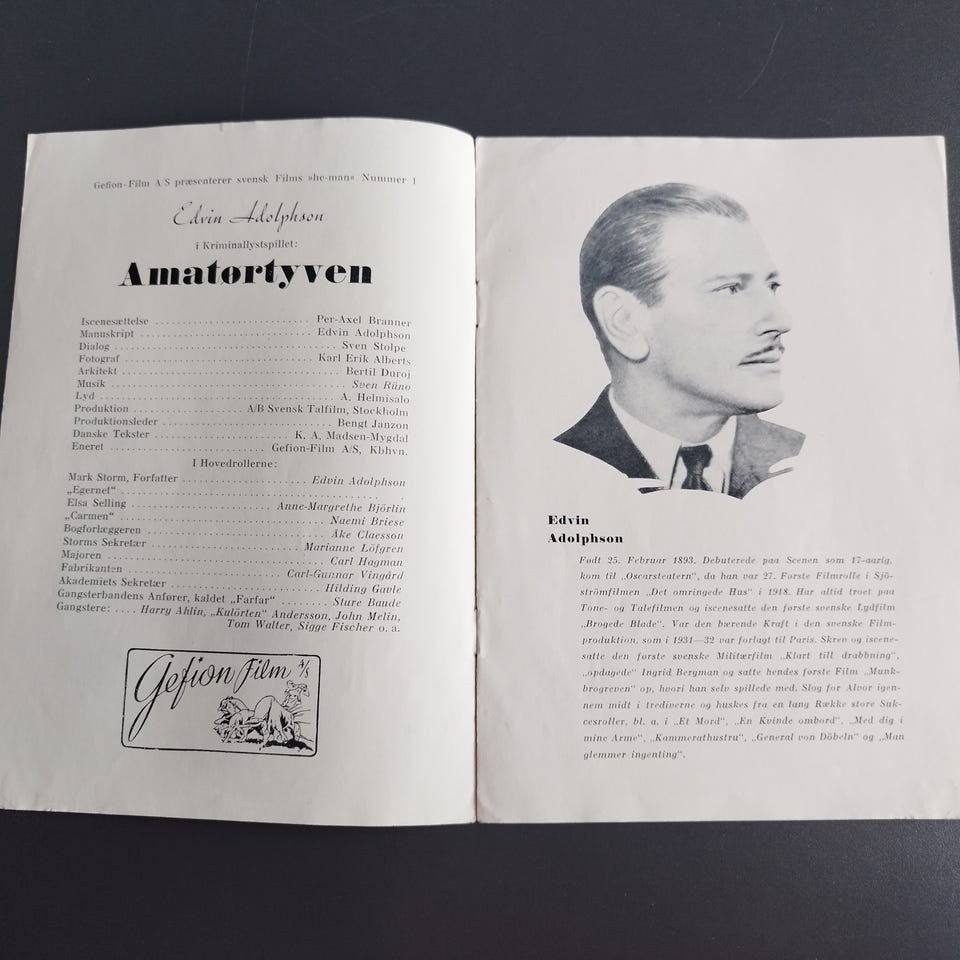 Gefion-Film A/S præsenterer svensk Films »he-man« Nummer 1
Edvin Adolphson
i Kriminallystspillet:
Amatørtyven
Iscenesættelse ........ Per-Axel Branner
Manuskript ........ Edvin Adolphson
Dialog ........ Sven Stolpe
Fotograf ........ Karl Erik Alberts
Arkitekt ........ Bertil Duroj
Musik ........ Sven Rüno
Lyd ........ A. Helmisalo
Produktion ........ A/B Svensk Talfilm, Stockholm
Produktionsleder ........ Bengt Janzon
Danske Tekster ........ K. A. Madsen-Mygdal
Eneret ........ Gefion-Film A/S, Kbhvn.
I Hovedrollerne:
Mark Storm, Forfatter ........ Edvin Adolphson
„Egernet“ ........
Elsa Selling ........ Anne-Margrethe Björlin
„Carmen“ ........ Naemi Briese
Bogforlæggeren ........ Åke Claesson
Storms Sekretær ........ Marianne Löfgren
Majoren ........ Carl Hagman
Fabrikanten ........ Carl-Gunnar Vingård
Akademiets Sekretær ........ Hilding Gavle
Gangsterbandens Anfører, kaldet „Farfar“ ........ Sture Baude
Gangstere: .... Harry Ahlin, „Kulörten“ Andersson, John Melin,
Tom Walter, Sigge Fischer o. a.
Gefion Film A/S
Edvin
Adolphson
Født 25. Februar 1893. Debuterede paa Scenen som 17-aarig,
kom til „Oscarsteatern“, da han var 27. Første Filmrolle i Sjö-
strömfilmen „Det omringede Hus“ i 1918. Har altid troet paa
Tone- og Talefilmen og iscenesatte den første svenske Lydfilm
„Brogede Blade“. Var den bærende Kraft i den svenske Film-
produktion, som i 1931—32 var forlagt til Paris. Skrev og iscene-
satte den første svenske Militærfilm „Klart till drabbning“,
„opdagede“ Ingrid Bergman og satte hendes første Film „Munk-
brogreven“ op, hvori han selv spillede med. Slog for Alvor igen-
nem midt i trediverne og huskes fra en lang Række store Suk-
cesroller, bl. a. i „Et Mord“, „En Kvinde ombord“, „Med dig i
mine Arme“, „Kammerathustru“, „General von Döbeln“ og „Man
glemmer ingenting“.